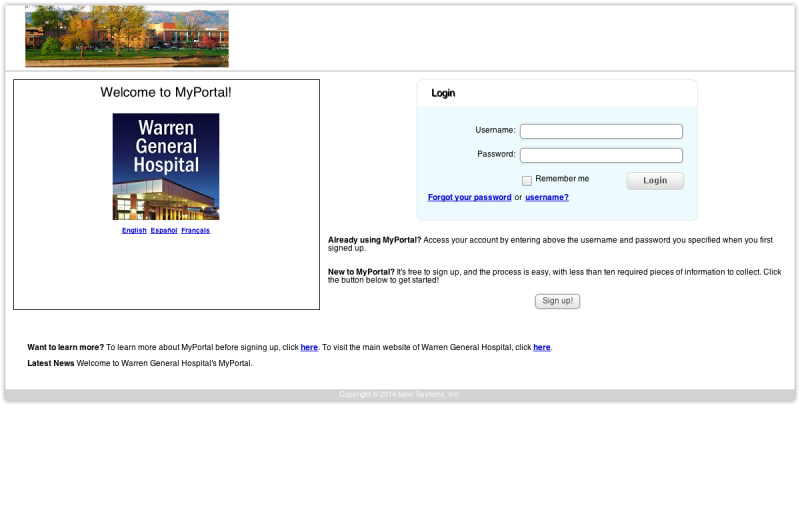 Welcome to MyPortal!
Warren
General
Hospital
English Español Français
Login
Username:
Password:
Remember me
Login
Forgot your password or username?
Already using MyPortal? Access your account by entering above the username and password you specified when you first
signed up.
New to MyPortal? It's free to sign up, and the process is easy, with less than ten required pieces of information to collect. Click
the button below to get started!
Sign up!
Want to learn more? To learn more about MyPortal before signing up, click here. To visit the main website of Warren General Hospital, click here.
Latest News Welcome to Warren General Hospital's MyPortal.
Copyright © 2014 Iatric Systems, Inc.